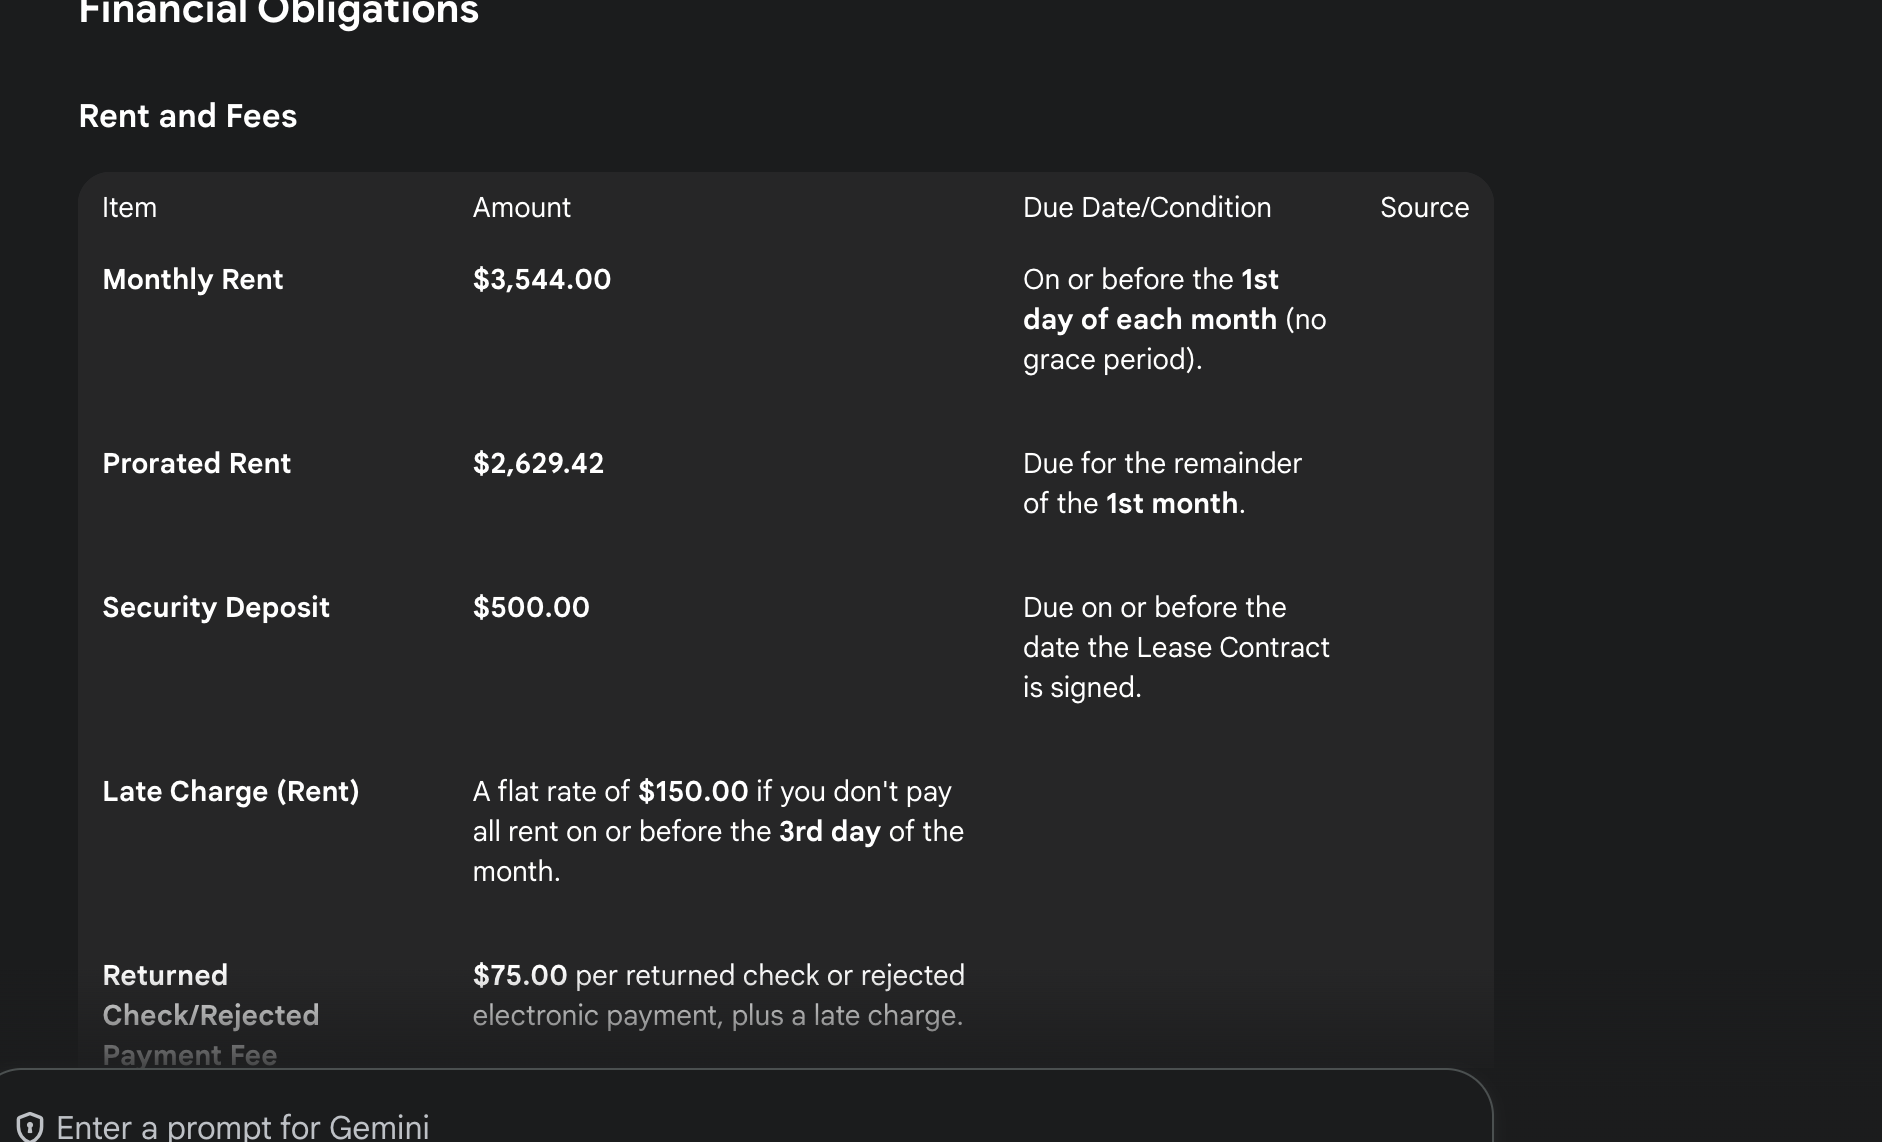 Financial Obligations
Rent and Fees
Item Amount Due Date/Condition Source
Monthly Rent $3,544.00 On or before the 1st
day of each month (no
grace period).
Prorated Rent $2,629.42 Due for the remainder
of the 1st month.
Security Deposit $500.00 Due on or before the
date the Lease Contract
is signed.
Late Charge (Rent) A flat rate of $150.00 if you don't pay
all rent on or before the 3rd day of the
month.
Returned $75.00 per returned check or rejected
Check/Rejected electronic payment, plus a late charge.
Payment Fee
Enter a prompt for Gemini